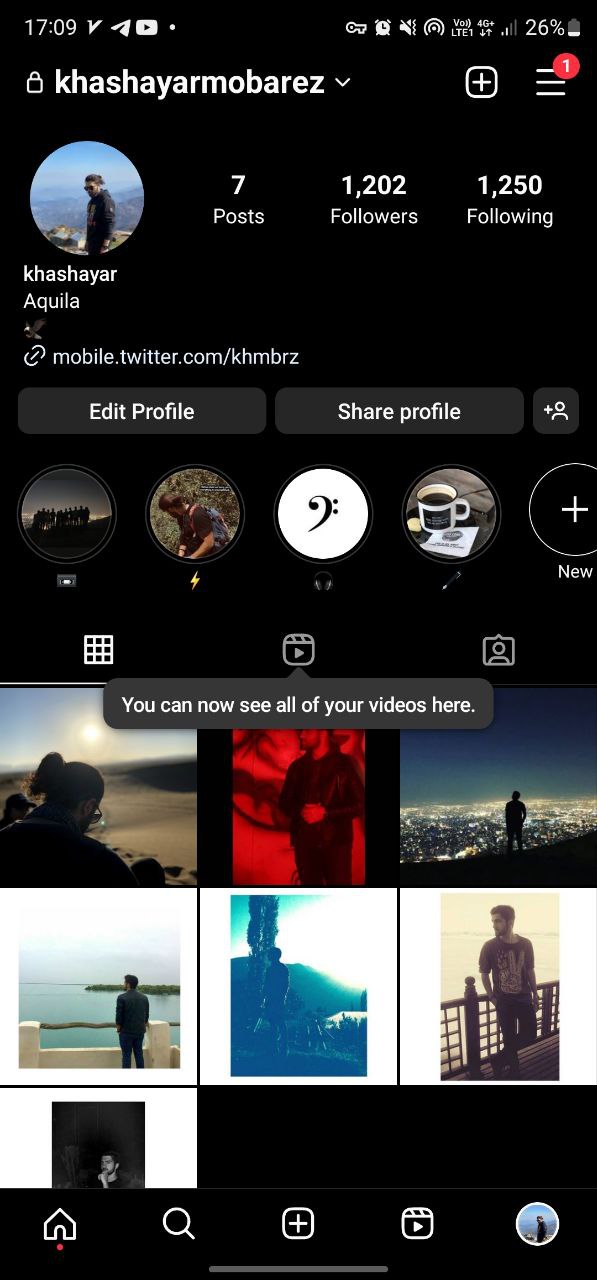 17:09
Vo)) LTE1 4G+ 26%
khashayarmobarez
1
7 1,202 1,250
Posts Followers Following
khashayar
Aquila
mobile.twitter.com/khmbrz
Edit Profile Share profile
New
You can now see all of your videos here.